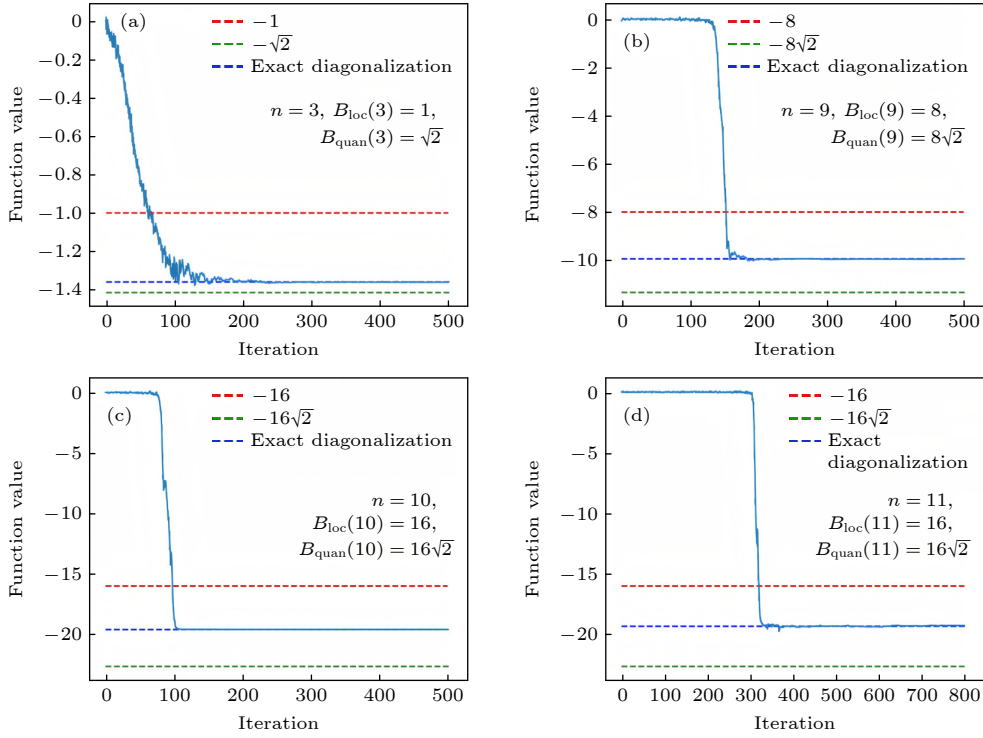 (a)
−1
−√2
Exact diagonalization
n = 3, B_loc(3) = 1,
B_quan(3) = √2
Function value
0
−0.2
−0.4
−0.6
−0.8
−1.0
−1.2
−1.4
0 100 200 300 400 500
Iteration
(b)
−8
−8√2
Exact diagonalization
n = 9, B_loc(9) = 8,
B_quan(9) = 8√2
Function value
0
−2
−4
−6
−8
−10
0 100 200 300 400 500
Iteration
(c)
−16
−16√2
Exact diagonalization
n = 10,
B_loc(10) = 16,
B_quan(10) = 16√2
Function value
0
−5
−10
−15
−20
0 100 200 300 400 500
Iteration
(d)
−16
−16√2
Exact
diagonalization
n = 11,
B_loc(11) = 16,
B_quan(11) = 16√2
Function value
0
−5
−10
−15
−20
0 100 200 300 400 500 600 700 800
Iteration